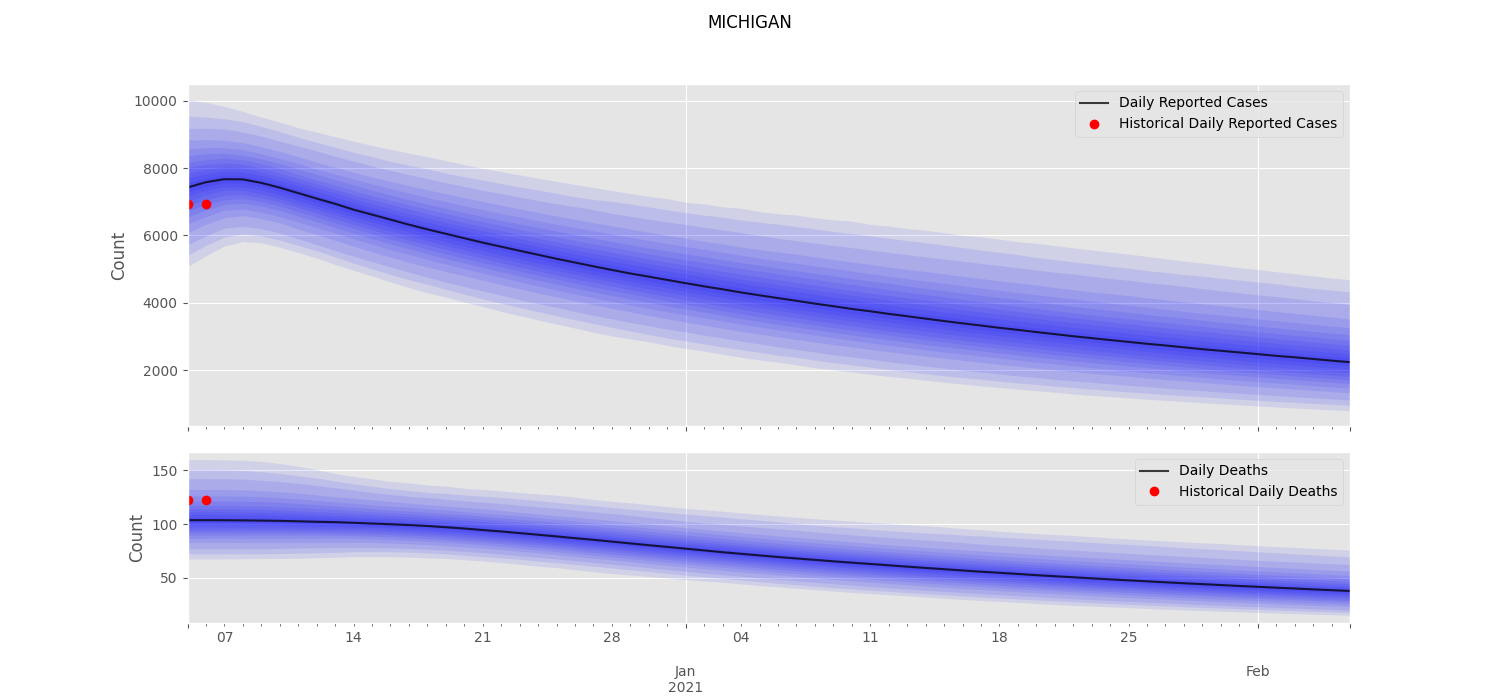 MICHIGAN
10000
8000
6000
4000
2000
Count
Daily Reported Cases
Historical Daily Reported Cases
150
100
50
Count
Daily Deaths
Historical Daily Deaths
07 14 21 28 04 11 18 25
Jan Feb
2021